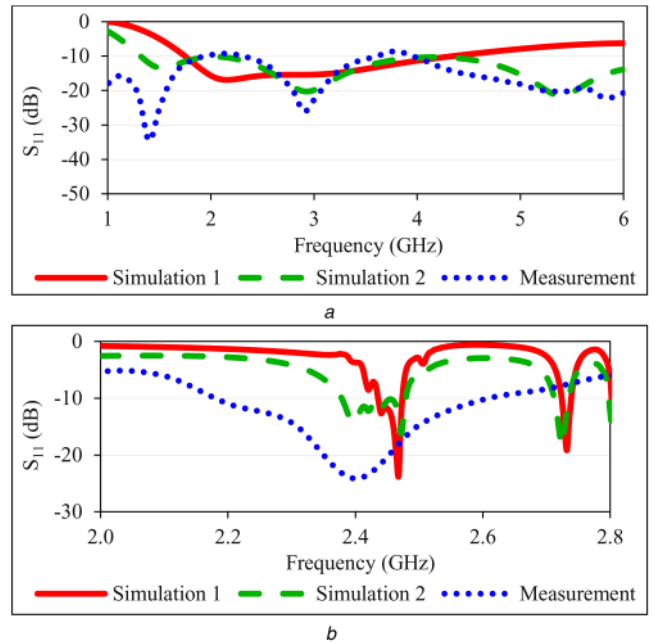 0
-10
-20
-30
-40
-50
S11 (dB)
1 2 3 4 5 6
Frequency (GHz)
Simulation 1 Simulation 2 Measurement
a
0
-10
-20
-30
S11 (dB)
2.0 2.2 2.4 2.6 2.8
Frequency (GHz)
Simulation 1 Simulation 2 Measurement
b